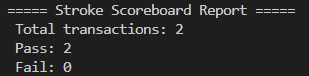 ===== Stroke Scoreboard Report =====
Total transactions: 2
Pass: 2
Fail: 0